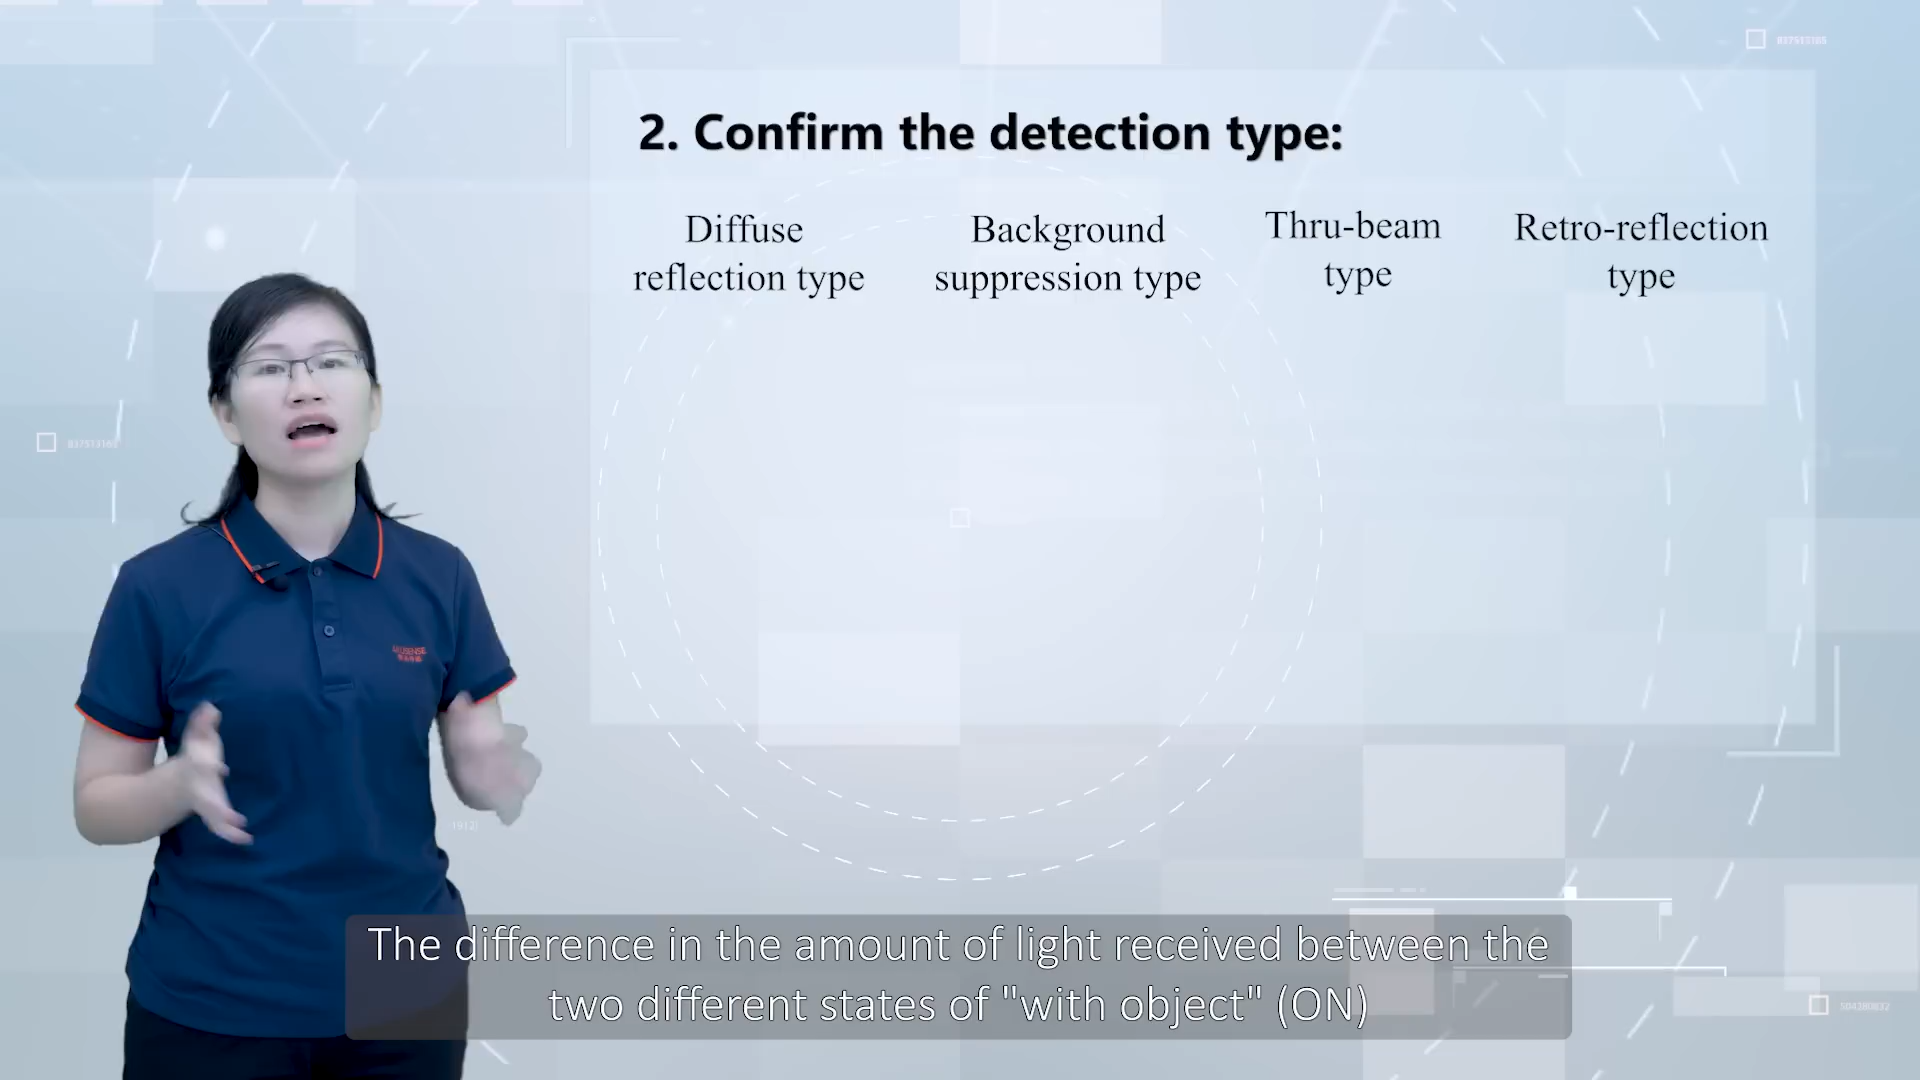 2. Confirm the detection type:
Diffuse
reflection type
Background
suppression type
Thru-beam
type
Retro-reflection
type
The difference in the amount of light received between the
two different states of "with object" (ON)